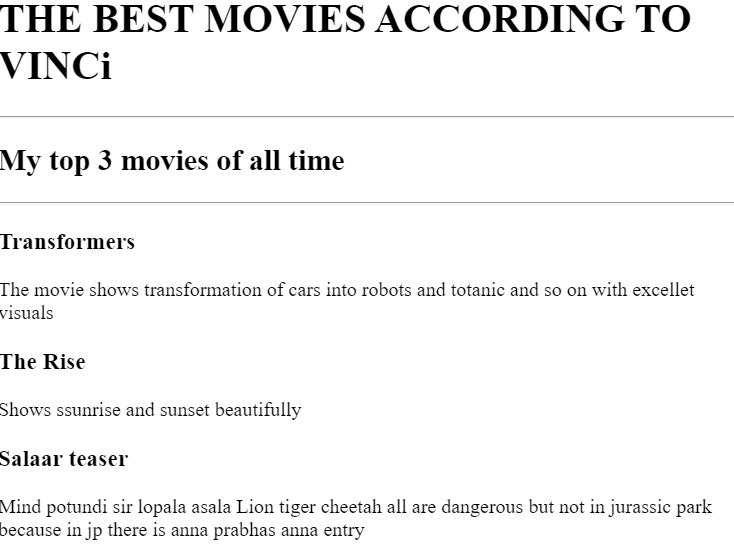 THE BEST MOVIES ACCORDING TO
VINCi
My top 3 movies of all time
Transformers
The movie shows transformation of cars into robots and totanic and so on with excellet
visuals
The Rise
Shows ssunrise and sunset beautifully
Salaar teaser
Mind potundi sir lopala asala Lion tiger cheetah all are dangerous but not in jurassic park
because in jp there is anna prabhas anna entry